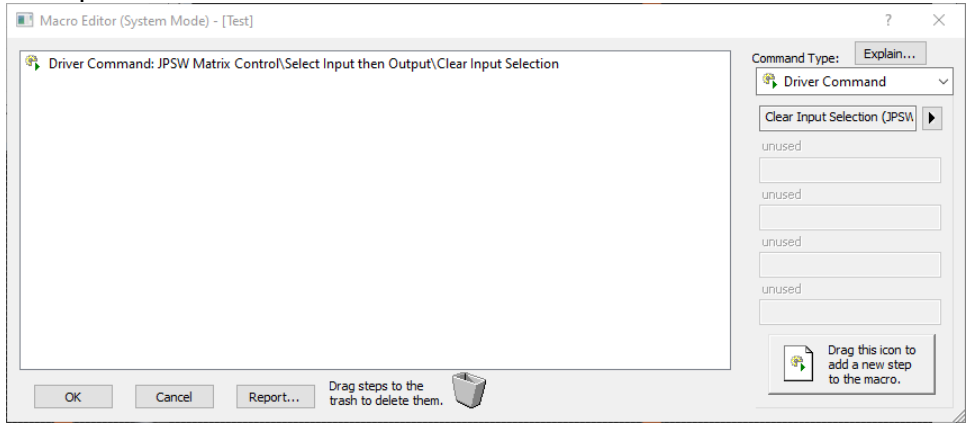 Macro Editor (System Mode) - [Test]
?
Driver Command: JPSW Matrix Control\Select Input then Output\Clear Input Selection
Command Type:
Explain...
Driver Command
Clear Input Selection (JPSW
unused
unused
unused
unused
Drag this icon to
add a new step
to the macro.
OK
Cancel
Report...
Drag steps to the
trash to delete them.